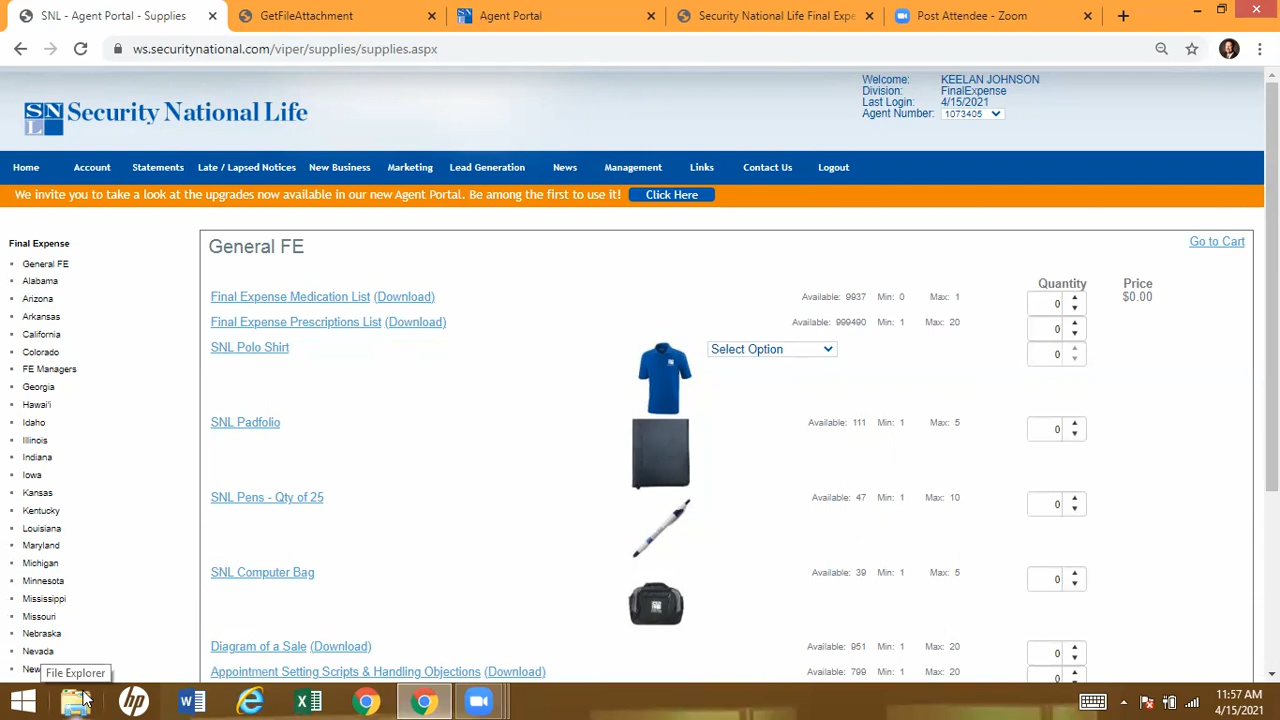 SNL - Agent Portal - Supplies
GetFileAttachment
Agent Portal
Security National Life Final Expe
Post Attendee - Zoom
ws.securitynational.com/viper/supplies/supplies.aspx
SNL Security National Life
Welcome: KEELAN JOHNSON
Division: FinalExpense
Last Login: 4/15/2021
Agent Number: 1073405
Home Account Statements Late / Lapsed Notices New Business Marketing Lead Generation News Management Links Contact Us Logout
We invite you to take a look at the upgrades now available in our new Agent Portal. Be among the first to use it! Click Here
Final Expense
General FE
Alabama
Arizona
Arkansas
California
Colorado
FE Managers
Georgia
Hawai'i
Idaho
Illinois
Indiana
Iowa
Kansas
Kentucky
Louisiana
Maryland
Michigan
Minnesota
Mississippi
Missouri
Nebraska
Nevada
New
File Explorer
General FE
Go to Cart
Quantity Price
Final Expense Medication List (Download) Available: 9937 Min: 0 Max: 1 0 $0.00
Final Expense Prescriptions List (Download) Available: 999490 Min: 1 Max: 20 0
SNL Polo Shirt Select Option 0
SNL Padfolio Available: 111 Min: 1 Max: 5 0
SNL Pens - Qty of 25 Available: 47 Min: 1 Max: 10 0
SNL Computer Bag Available: 39 Min: 1 Max: 5 0
Diagram of a Sale (Download) Available: 951 Min: 1 Max: 20 0
Appointment Setting Scripts & Handling Objections (Download) Available: 799 Min: 1 Max: 20 0
11:57 AM
4/15/2021